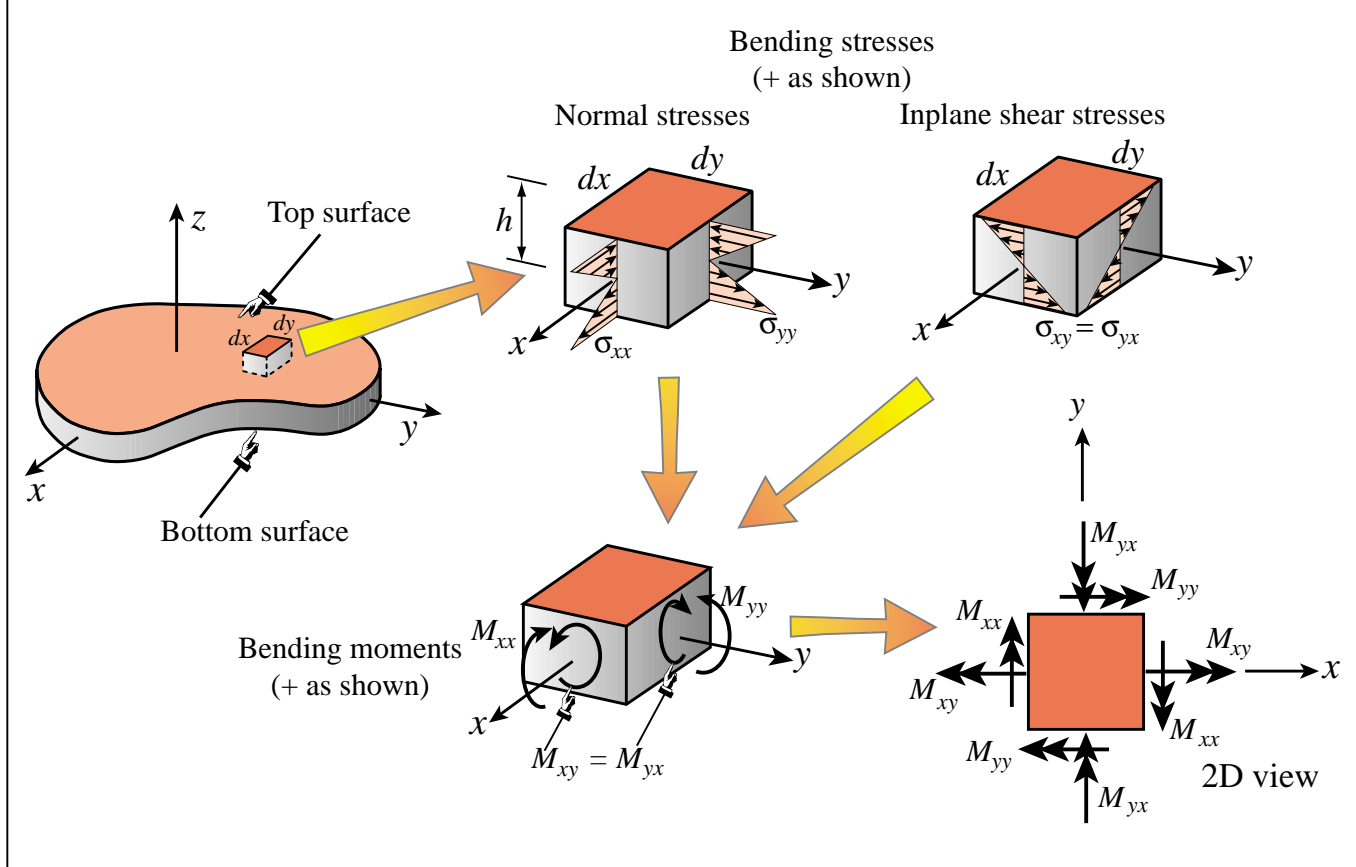 Bending stresses
(+ as shown)
Normal stresses
Inplane shear stresses
dx
dy
h
y
x
σxx
σyy
dx
dy
y
x
σxy = σyx
z
Top surface
dx
dy
y
x
Bottom surface
Bending moments
(+ as shown)
Mxx
Myy
y
x
Mxy = Myx
y
Myx
Myy
Mxx
Mxy
x
Mxy
Mxx
Myy
Myx
2D view